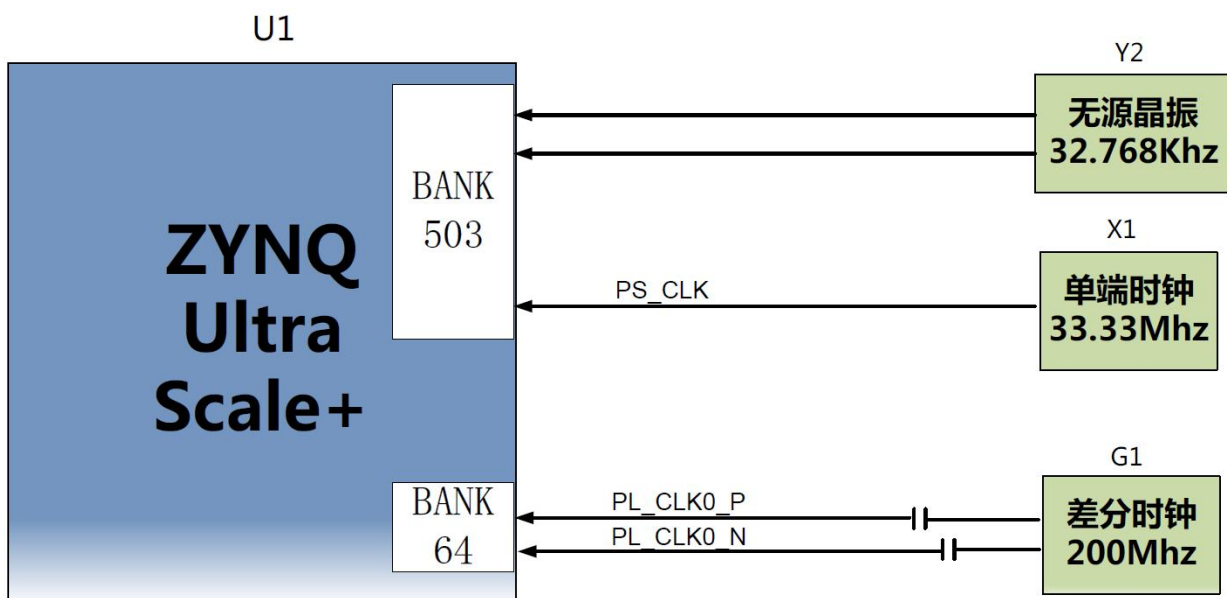 U1
ZYNQ
Ultra
Scale+
BANK
503
BANK
64
Y2
无源晶振
32.768Khz
X1
PS_CLK
单端时钟
33.33Mhz
G1
PL_CLK0_P
PL_CLK0_N
差分时钟
200Mhz